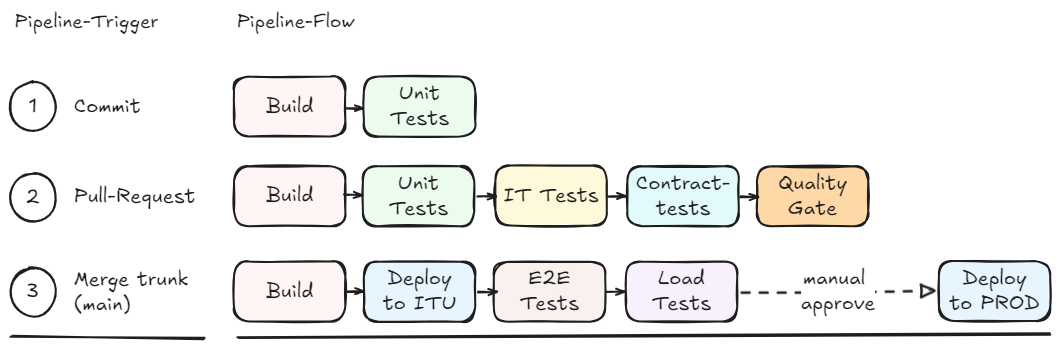 Pipeline-Trigger
Pipeline-Flow
1
Commit
Build
Unit
Tests
2
Pull-Request
Build
Unit
Tests
IT Tests
Contract-
tests
Quality
Gate
3
Merge trunk
(main)
Build
Deploy
to ITU
E2E
Tests
Load
Tests
manual
approve
Deploy
to PROD